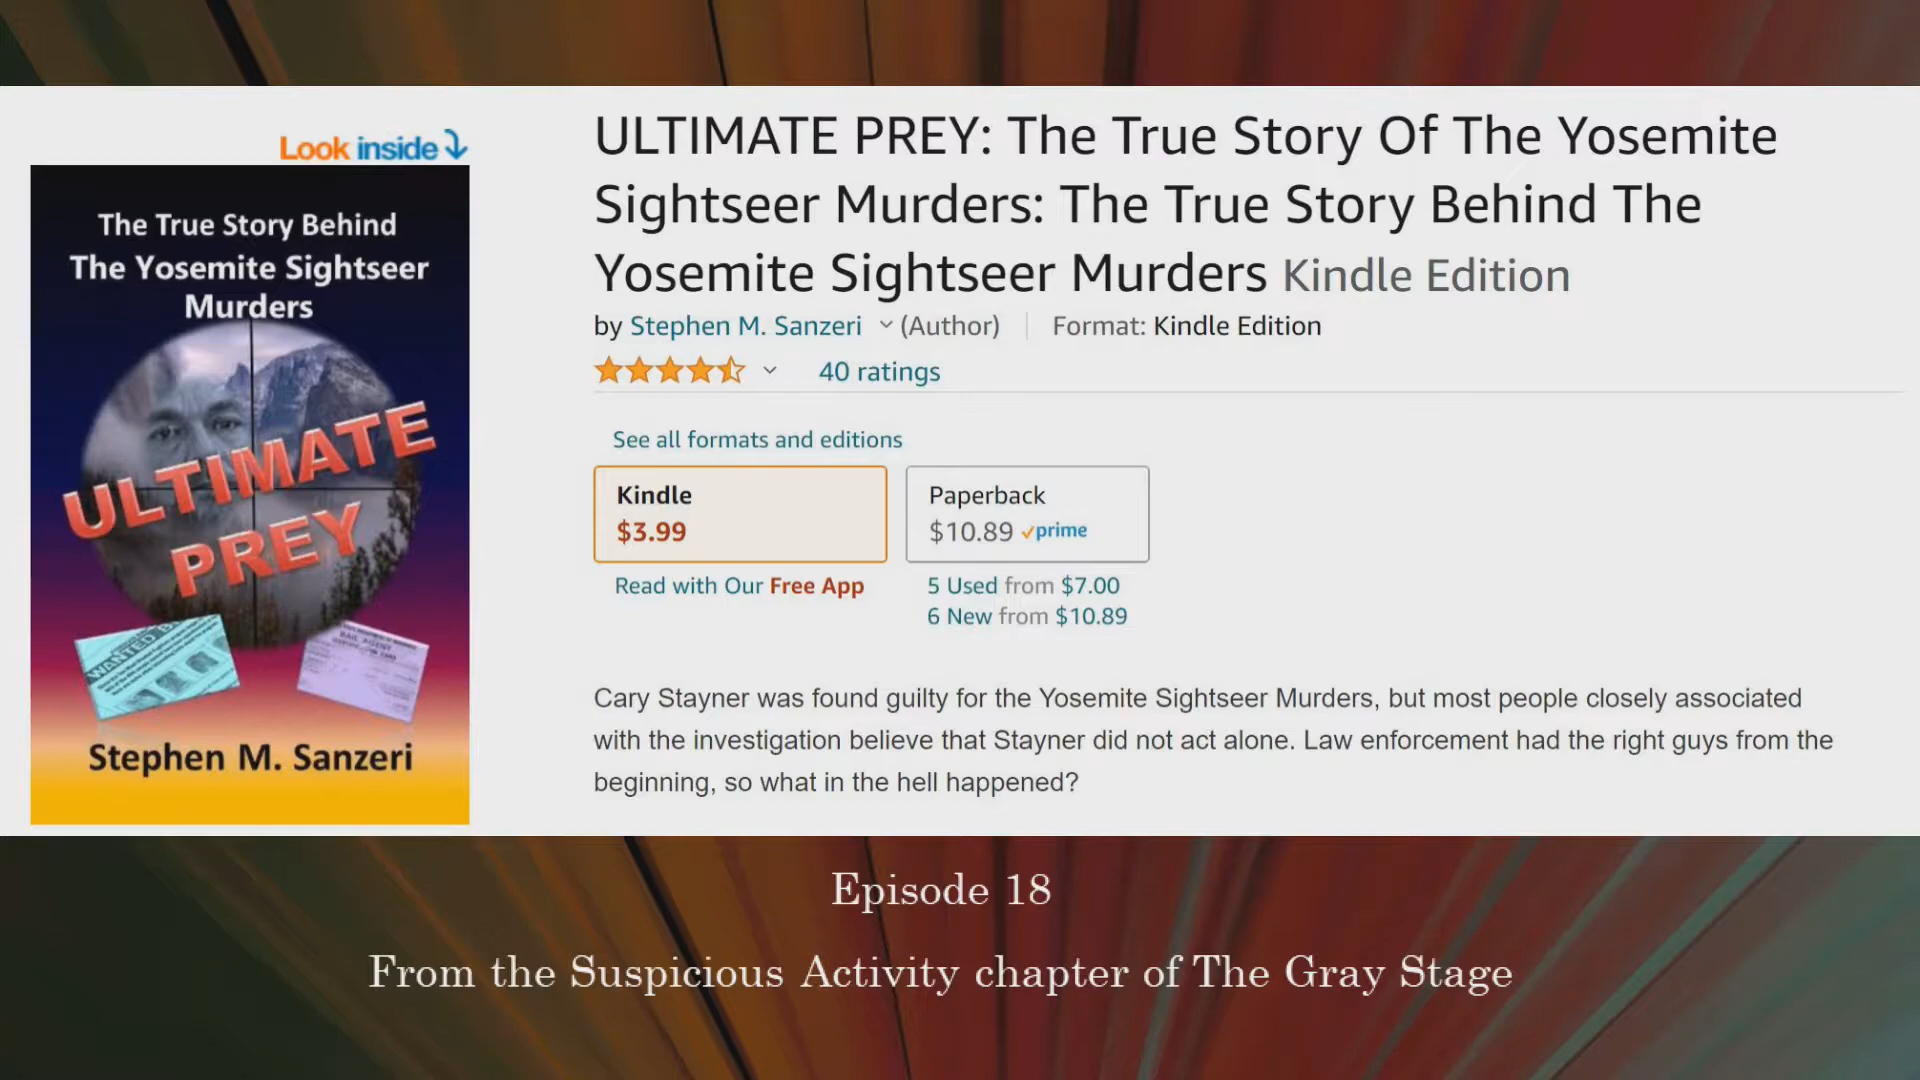 Look inside
The True Story Behind
The Yosemite Sightseer
Murders
ULTIMATE
PREY
WANTED
BAIL AGENT
Stephen M. Sanzeri
ULTIMATE PREY: The True Story Of The Yosemite
Sightseer Murders: The True Story Behind The
Yosemite Sightseer Murders Kindle Edition
by Stephen M. Sanzeri (Author) Format: Kindle Edition
40 ratings
See all formats and editions
Kindle
$3.99
Read with Our Free App
Paperback
$10.89 prime
5 Used from $7.00
6 New from $10.89
Cary Stayner was found guilty for the Yosemite Sightseer Murders, but most people closely associated
with the investigation believe that Stayner did not act alone. Law enforcement had the right guys from the
beginning, so what in the hell happened?
Episode 18
From the Suspicious Activity chapter of The Gray Stage